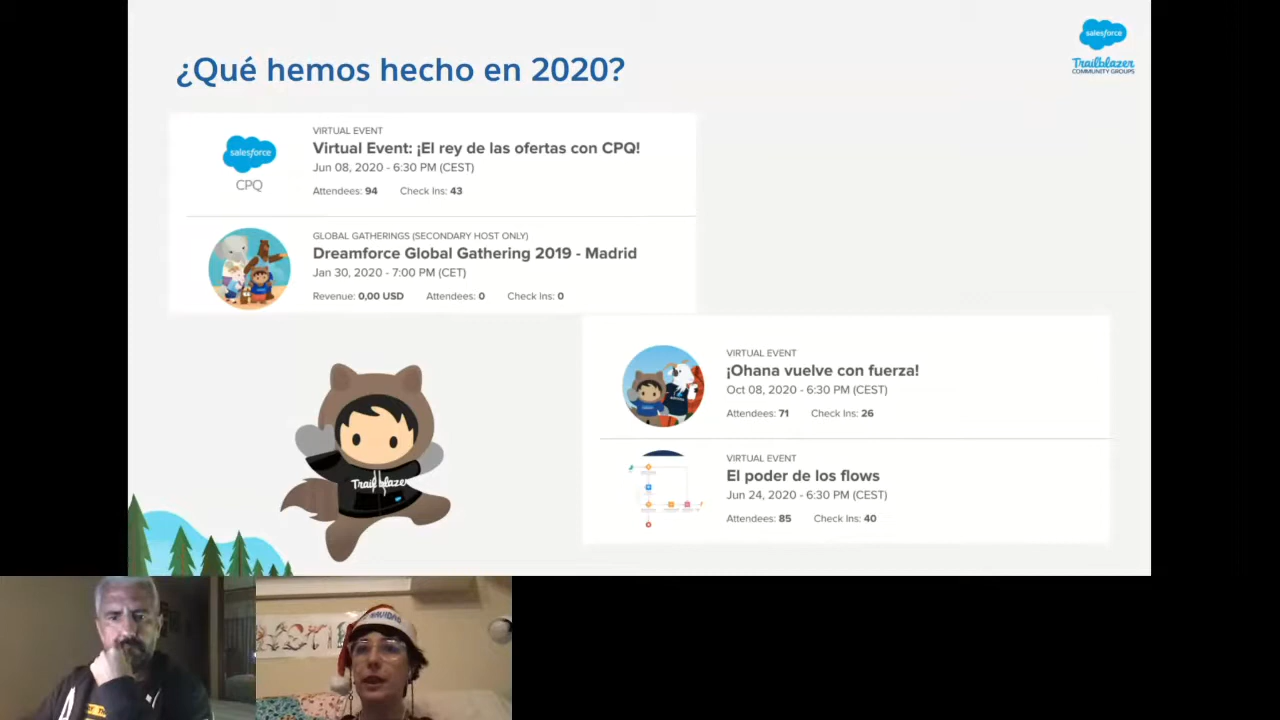 ¿Qué hemos hecho en 2020?
salesforce
Trailblazer
COMMUNITY GROUPS
salesforce
CPQ
VIRTUAL EVENT
Virtual Event: ¡El rey de las ofertas con CPQ!
Jun 08, 2020 - 6:30 PM (CEST)
Attendees: 94 Check Ins: 43
GLOBAL GATHERINGS (SECONDARY HOST ONLY)
Dreamforce Global Gathering 2019 - Madrid
Jan 30, 2020 - 7:00 PM (CET)
Revenue: 0,00 USD Attendees: 0 Check Ins: 0
VIRTUAL EVENT
¡Ohana vuelve con fuerza!
Oct 08, 2020 - 6:30 PM (CEST)
Attendees: 71 Check Ins: 26
VIRTUAL EVENT
El poder de los flows
Jun 24, 2020 - 6:30 PM (CEST)
Attendees: 85 Check Ins: 40
Trailblazer
NAVIDAD